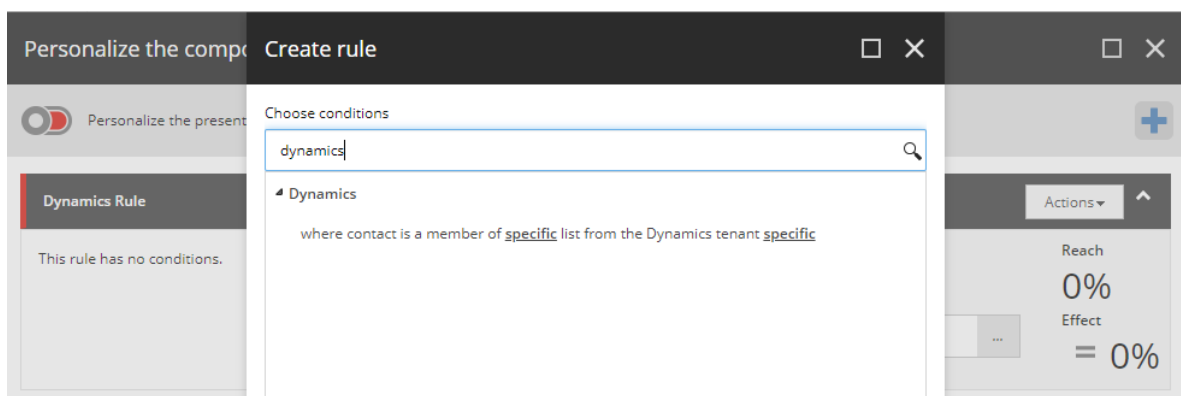 Personalize the compo
Create rule
Personalize the present
Choose conditions
dynamics
Dynamics
where contact is a member of specific list from the Dynamics tenant specific
Dynamics Rule
Actions
This rule has no conditions.
Reach
0%
Effect
...
= 0%